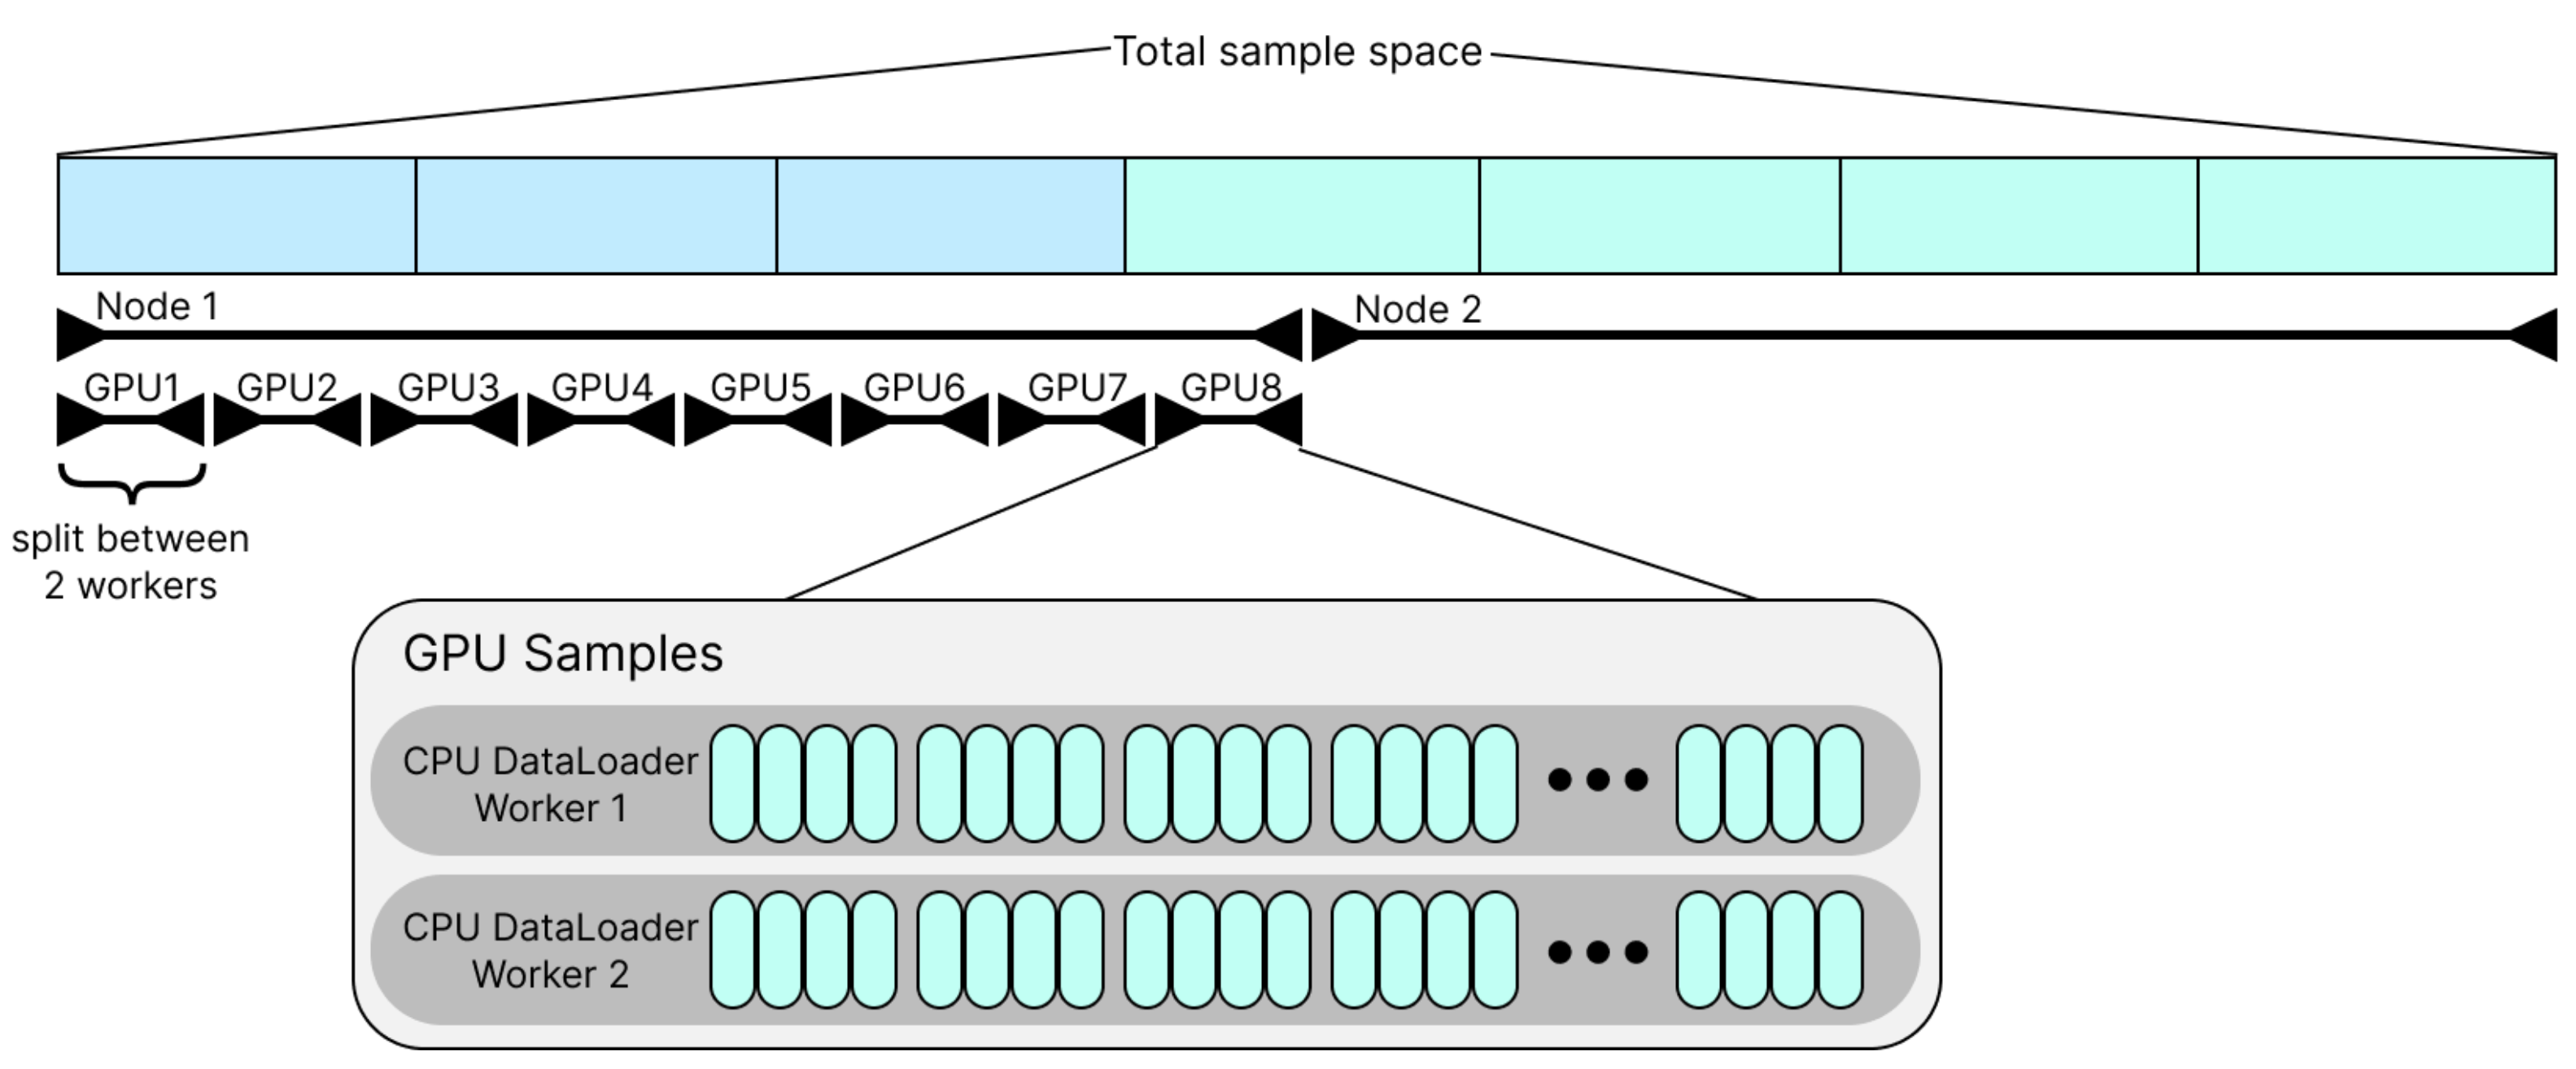 Total sample space
Node 1
Node 2
GPU1
GPU2
GPU3
GPU4
GPU5
GPU6
GPU7
GPU8
split between
2 workers
GPU Samples
CPU DataLoader
Worker 1
CPU DataLoader
Worker 2